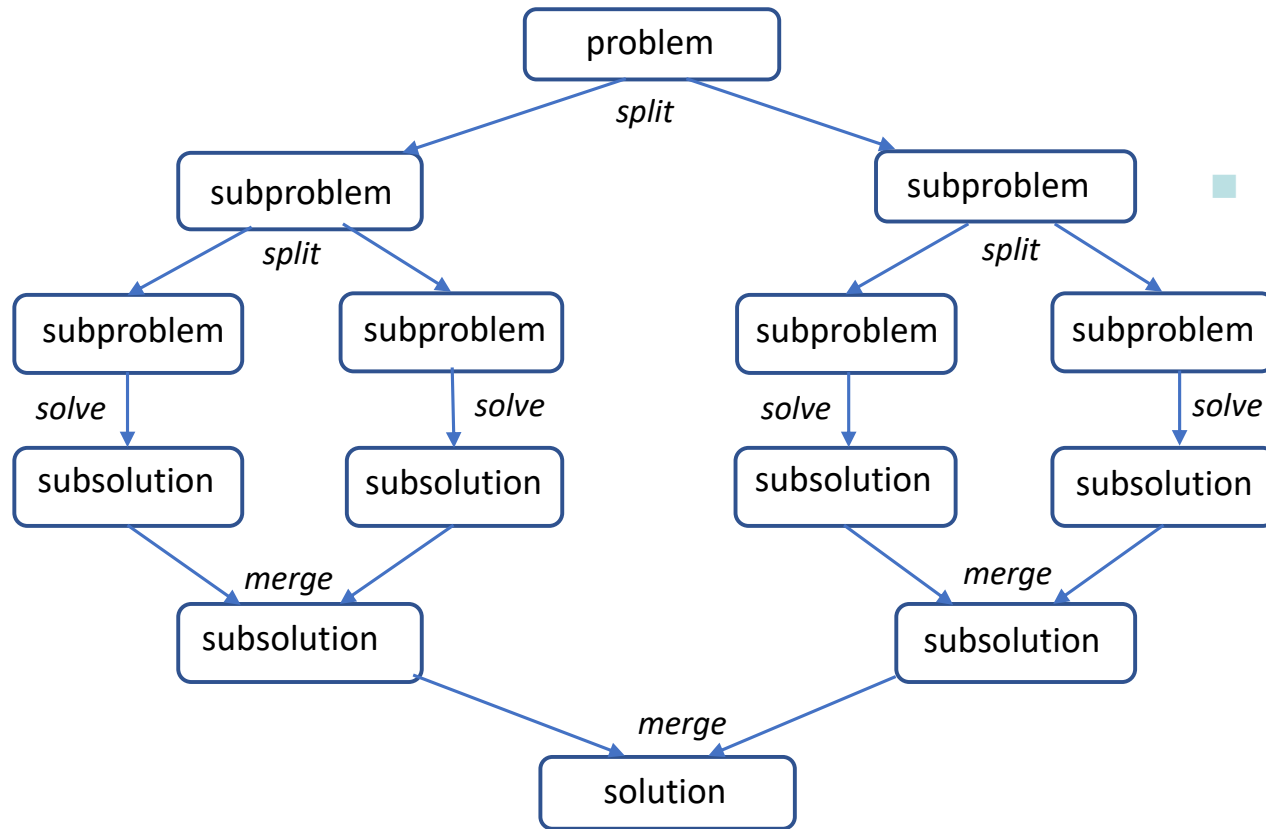 problem
split
subproblem
subproblem
split
split
subproblem
subproblem
subproblem
subproblem
solve
solve
solve
solve
subsolution
subsolution
subsolution
subsolution
merge
merge
subsolution
subsolution
merge
solution